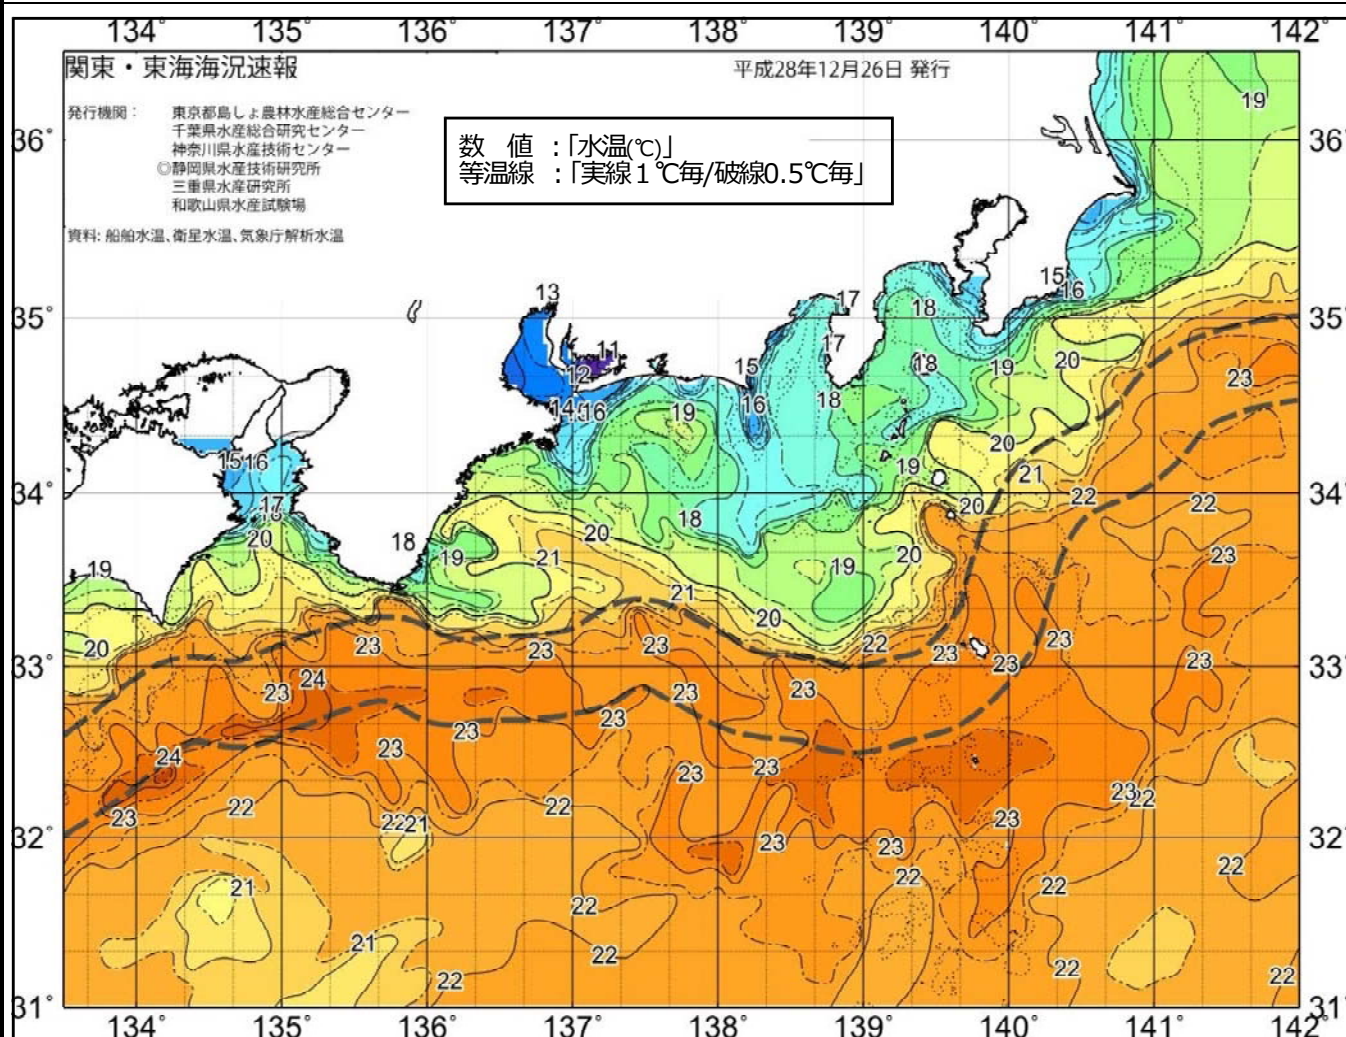 134° 135° 136° 137° 138° 139° 140° 141° 142°
関東・東海海況速報
平成28年12月26日 発行
発行機関： 東京都島しょ農林水産総合センター
千葉県水産総合研究センター
神奈川県水産技術センター
◎静岡県水産技術研究所
三重県水産研究所
和歌山県水産試験場
資料: 船舶水温、衛星水温、気象庁解析水温
数 値 ：「水温(℃)」
等温線 ：「実線１℃毎/破線0.5℃毎」
19
36° 36°
13 17 15 16
35° 18 35°
11 17 20
12 15 18 19 23
14 16 19 16 18
15 16 20
19 21
34° 17 20 22 22 34°
18 20
20 18 19 21 19 20 23
19 21
20 20 22
33° 23 23 23 23 23 23 23 33°
23 24 23 23
23 23
24 23 23 23
23 22 22 22 21 23 22
32° 23 23 23 32°
21 22 22 22
22
21 22 22
22 22
31° 31°
134° 135° 136° 137° 138° 139° 140° 141° 142°